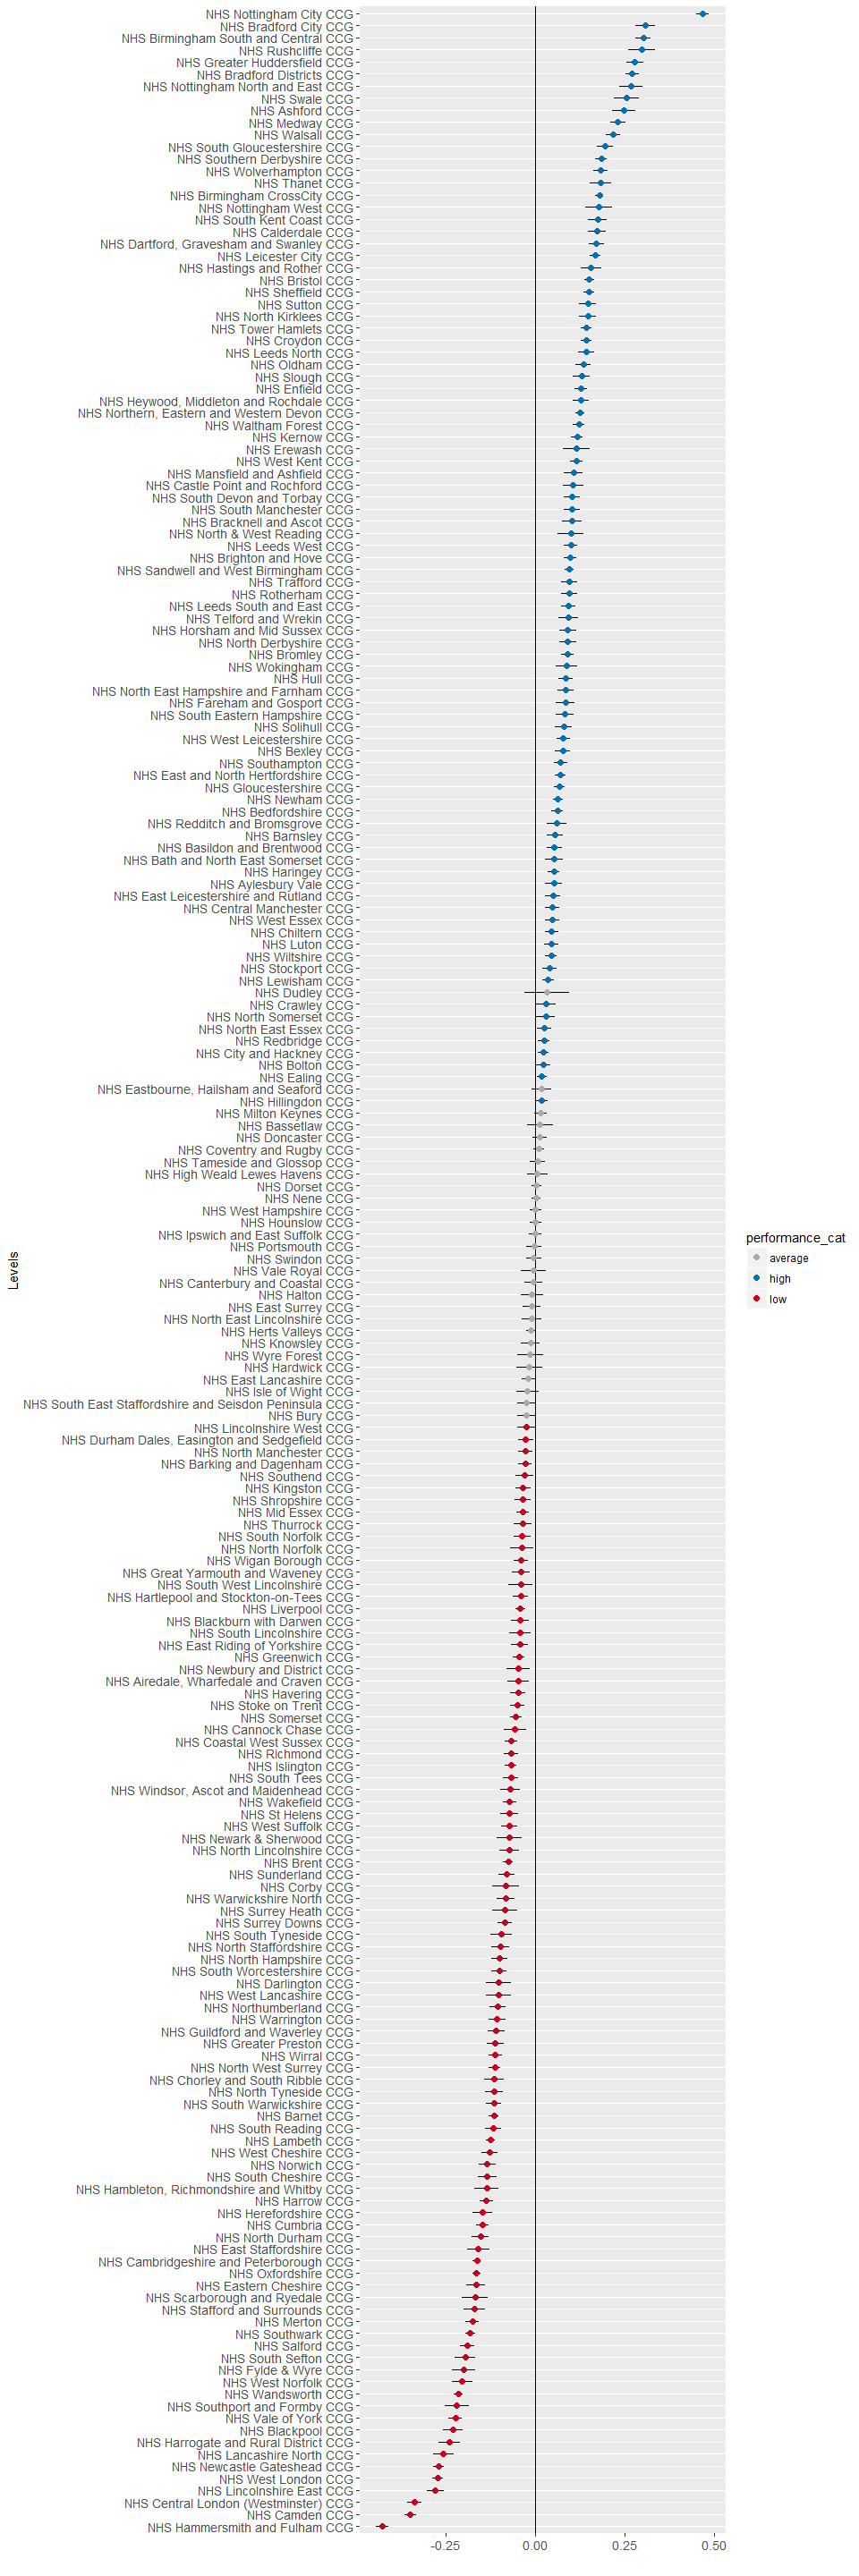 NHS Nottingham City CCG
NHS Bradford City CCG
NHS Birmingham South and Central CCG
NHS Rushcliffe CCG
NHS Greater Huddersfield CCG
NHS Bradford Districts CCG
NHS Nottingham North and East CCG
NHS Swale CCG
NHS Ashford CCG
NHS Medway CCG
NHS Walsall CCG
NHS South Gloucestershire CCG
NHS Southern Derbyshire CCG
NHS Wolverhampton CCG
NHS Thanet CCG
NHS Birmingham CrossCity CCG
NHS Nottingham West CCG
NHS South Kent Coast CCG
NHS Calderdale CCG
NHS Dartford, Gravesham and Swanley CCG
NHS Leicester City CCG
NHS Hastings and Rother CCG
NHS Bristol CCG
NHS Sheffield CCG
NHS Sutton CCG
NHS North Kirklees CCG
NHS Tower Hamlets CCG
NHS Croydon CCG
NHS Leeds North CCG
NHS Oldham CCG
NHS Slough CCG
NHS Enfield CCG
NHS Heywood, Middleton and Rochdale CCG
NHS Northern, Eastern and Western Devon CCG
NHS Waltham Forest CCG
NHS Kernow CCG
NHS Erewash CCG
NHS West Kent CCG
NHS Mansfield and Ashfield CCG
NHS Castle Point and Rochford CCG
NHS South Devon and Torbay CCG
NHS South Manchester CCG
NHS Bracknell and Ascot CCG
NHS North & West Reading CCG
NHS Leeds West CCG
NHS Brighton and Hove CCG
NHS Sandwell and West Birmingham CCG
NHS Trafford CCG
NHS Rotherham CCG
NHS Leeds South and East CCG
NHS Telford and Wrekin CCG
NHS Horsham and Mid Sussex CCG
NHS North Derbyshire CCG
NHS Bromley CCG
NHS Wokingham CCG
NHS Hull CCG
NHS North East Hampshire and Farnham CCG
NHS Fareham and Gosport CCG
NHS South Eastern Hampshire CCG
NHS Solihull CCG
NHS West Leicestershire CCG
NHS Bexley CCG
NHS Southampton CCG
NHS East and North Hertfordshire CCG
NHS Gloucestershire CCG
NHS Newham CCG
NHS Bedfordshire CCG
NHS Redditch and Bromsgrove CCG
NHS Barnsley CCG
NHS Basildon and Brentwood CCG
NHS Bath and North East Somerset CCG
NHS Haringey CCG
NHS Aylesbury Vale CCG
NHS East Leicestershire and Rutland CCG
NHS Central Manchester CCG
NHS West Essex CCG
NHS Chiltern CCG
NHS Luton CCG
NHS Wiltshire CCG
NHS Stockport CCG
NHS Lewisham CCG
NHS Dudley CCG
NHS Crawley CCG
NHS North Somerset CCG
NHS North East Essex CCG
NHS Redbridge CCG
NHS City and Hackney CCG
NHS Bolton CCG
NHS Ealing CCG
NHS Eastbourne, Hailsham and Seaford CCG
NHS Hillingdon CCG
NHS Milton Keynes CCG
NHS Bassetlaw CCG
NHS Doncaster CCG
NHS Coventry and Rugby CCG
NHS Tameside and Glossop CCG
NHS High Weald Lewes Havens CCG
NHS Dorset CCG
NHS Nene CCG
NHS West Hampshire CCG
NHS Hounslow CCG
NHS Ipswich and East Suffolk CCG
NHS Portsmouth CCG
NHS Swindon CCG
NHS Vale Royal CCG
NHS Canterbury and Coastal CCG
NHS Halton CCG
NHS East Surrey CCG
NHS North East Lincolnshire CCG
NHS Herts Valleys CCG
NHS Knowsley CCG
NHS Wyre Forest CCG
NHS Hardwick CCG
NHS East Lancashire CCG
NHS Isle of Wight CCG
NHS South East Staffordshire and Seisdon Peninsula CCG
NHS Bury CCG
NHS Lincolnshire West CCG
NHS Durham Dales, Easington and Sedgefield CCG
NHS North Manchester CCG
NHS Barking and Dagenham CCG
NHS Southend CCG
NHS Kingston CCG
NHS Shropshire CCG
NHS Mid Essex CCG
NHS Thurrock CCG
NHS South Norfolk CCG
NHS North Norfolk CCG
NHS Wigan Borough CCG
NHS Great Yarmouth and Waveney CCG
NHS South West Lincolnshire CCG
NHS Hartlepool and Stockton-on-Tees CCG
NHS Liverpool CCG
NHS Blackburn with Darwen CCG
NHS South Lincolnshire CCG
NHS East Riding of Yorkshire CCG
NHS Greenwich CCG
NHS Newbury and District CCG
NHS Airedale, Wharfedale and Craven CCG
NHS Havering CCG
NHS Stoke on Trent CCG
NHS Somerset CCG
NHS Cannock Chase CCG
NHS Coastal West Sussex CCG
NHS Richmond CCG
NHS Islington CCG
NHS South Tees CCG
NHS Windsor, Ascot and Maidenhead CCG
NHS Wakefield CCG
NHS St Helens CCG
NHS West Suffolk CCG
NHS Newark & Sherwood CCG
NHS North Lincolnshire CCG
NHS Brent CCG
NHS Sunderland CCG
NHS Corby CCG
NHS Warwickshire North CCG
NHS Surrey Heath CCG
NHS Surrey Downs CCG
NHS South Tyneside CCG
NHS North Staffordshire CCG
NHS North Hampshire CCG
NHS South Worcestershire CCG
NHS Darlington CCG
NHS West Lancashire CCG
NHS Northumberland CCG
NHS Warrington CCG
NHS Guildford and Waverley CCG
NHS Greater Preston CCG
NHS Wirral CCG
NHS North West Surrey CCG
NHS Chorley and South Ribble CCG
NHS North Tyneside CCG
NHS South Warwickshire CCG
NHS Barnet CCG
NHS South Reading CCG
NHS Lambeth CCG
NHS West Cheshire CCG
NHS Norwich CCG
NHS South Cheshire CCG
NHS Hambleton, Richmondshire and Whitby CCG
NHS Harrow CCG
NHS Herefordshire CCG
NHS Cumbria CCG
NHS North Durham CCG
NHS East Staffordshire CCG
NHS Cambridgeshire and Peterborough CCG
NHS Oxfordshire CCG
NHS Eastern Cheshire CCG
NHS Scarborough and Ryedale CCG
NHS Stafford and Surrounds CCG
NHS Merton CCG
NHS Southwark CCG
NHS Salford CCG
NHS South Sefton CCG
NHS Fylde & Wyre CCG
NHS West Norfolk CCG
NHS Wandsworth CCG
NHS Southport and Formby CCG
NHS Vale of York CCG
NHS Blackpool CCG
NHS Harrogate and Rural District CCG
NHS Lancashire North CCG
NHS Newcastle Gateshead CCG
NHS West London CCG
NHS Lincolnshire East CCG
NHS Central London (Westminster) CCG
NHS Camden CCG
NHS Hammersmith and Fulham CCG
Levels
-0.25 0.00 0.25 0.50
performance_cat
average
high
low